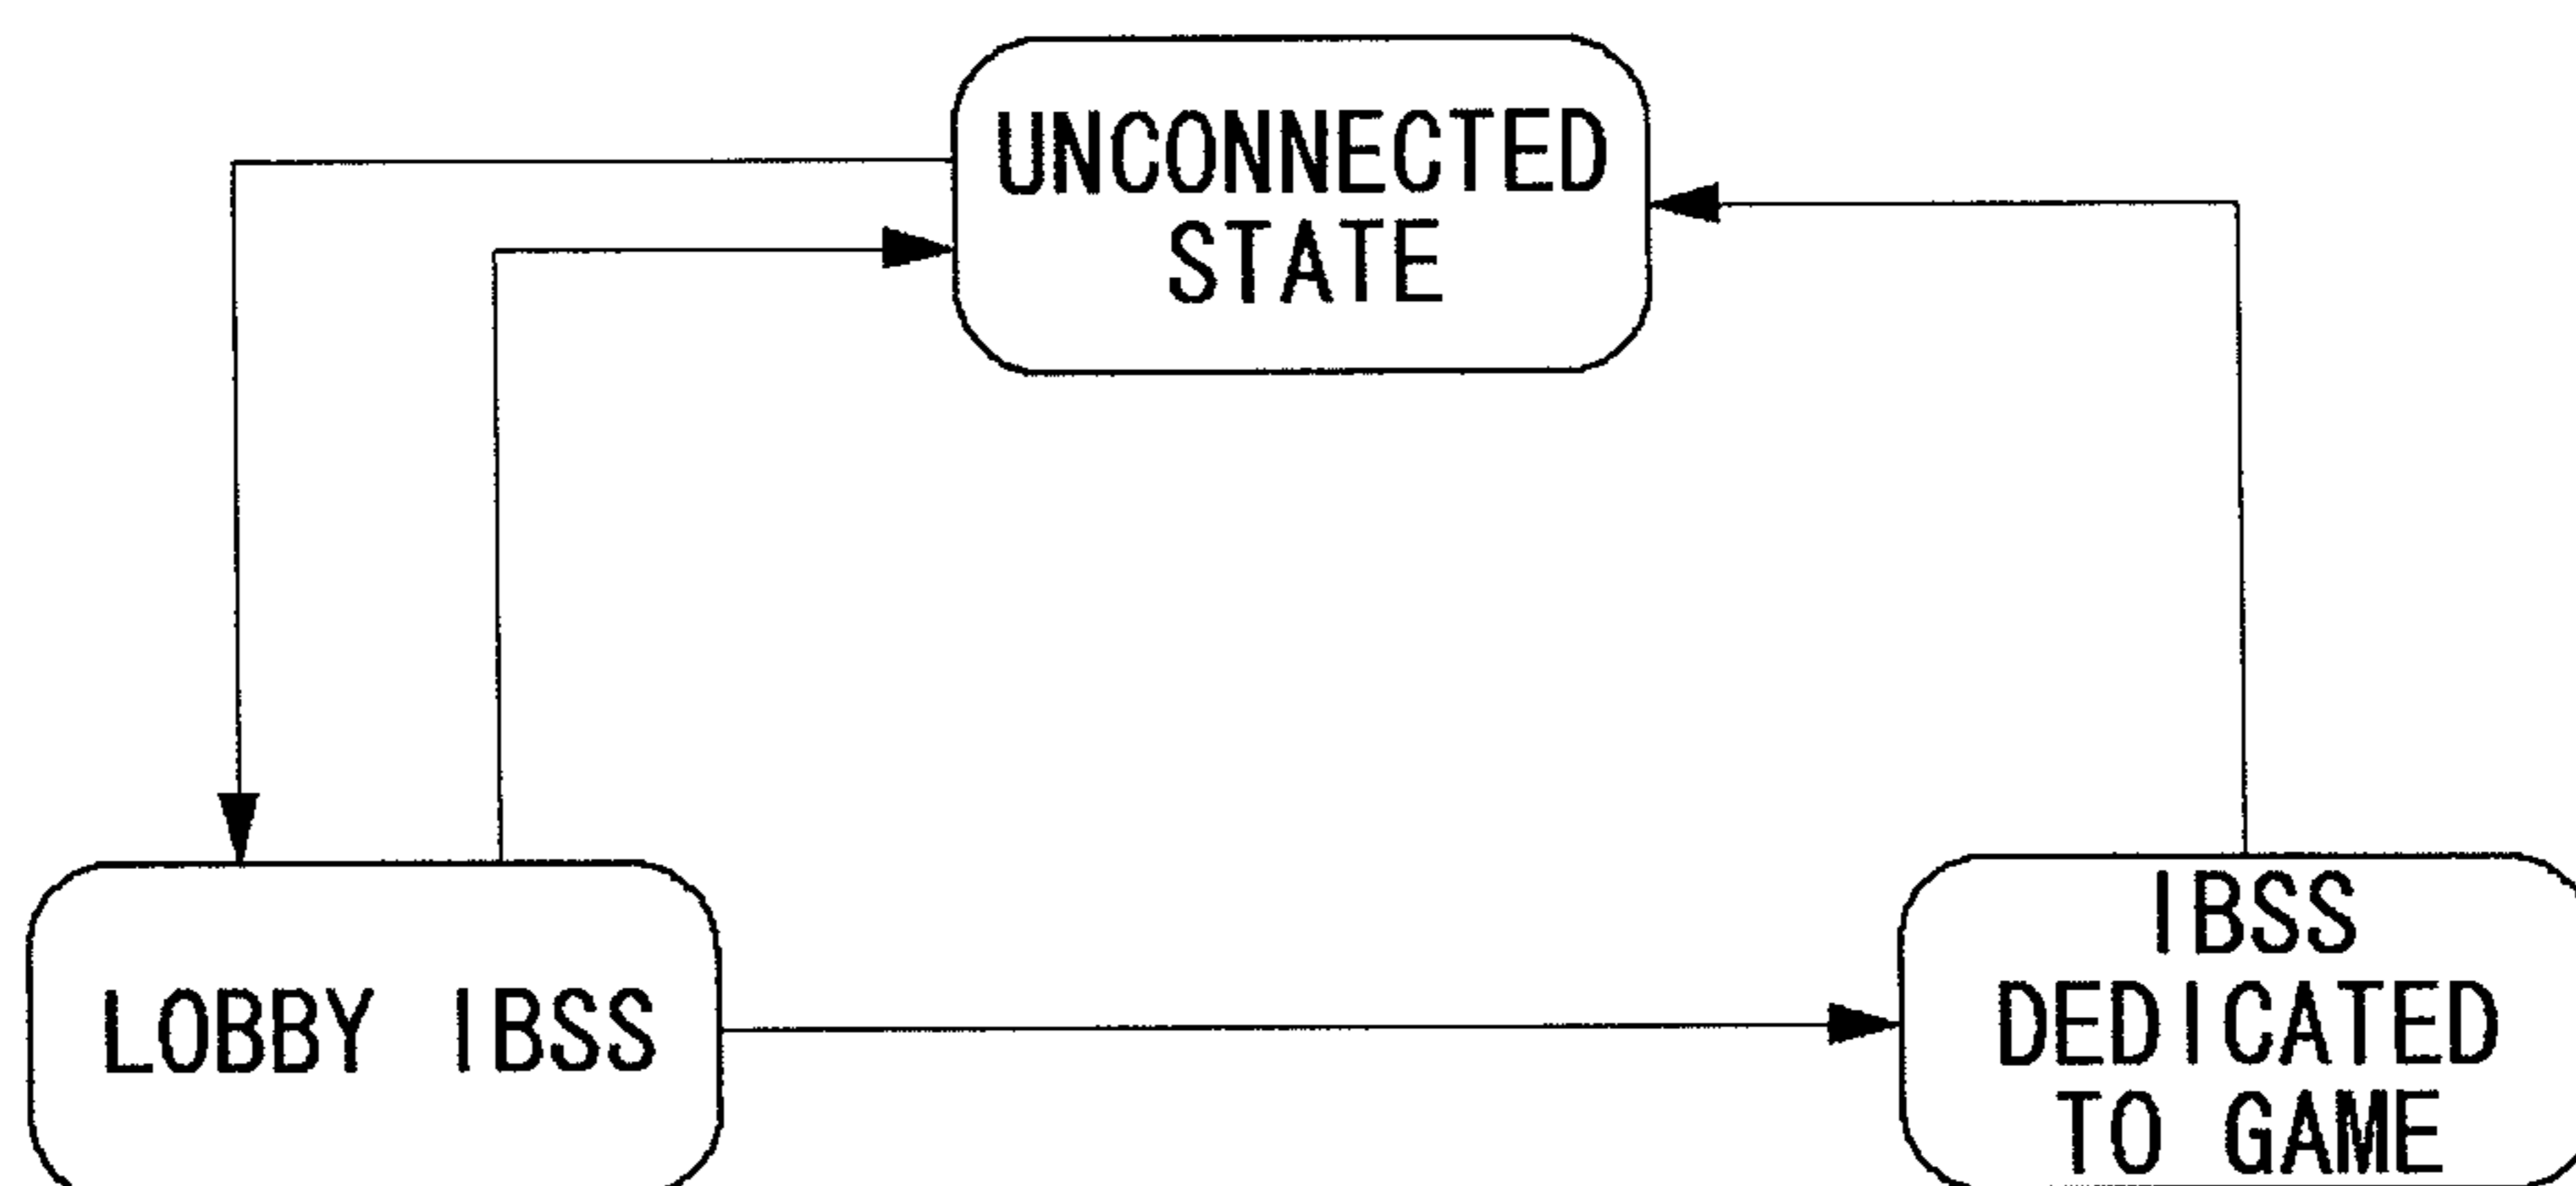 UNCONNECTED
STATE
LOBBY IBSS
IBSS
DEDICATED
TO GAME